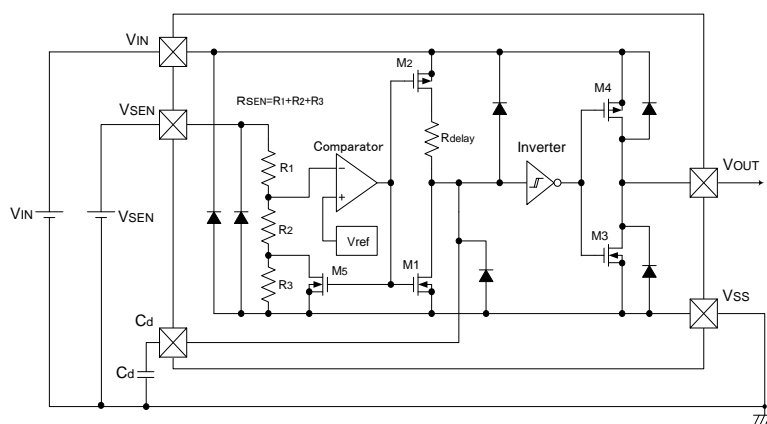 VIN
M2
M4
VSEN
RSEN=R1+R2+R3
Comparator
Rdelay
Inverter
R1
VOUT
VIN
VSEN
R2
Vref
M3
M5
M1
R3
VSS
Cd
Cd